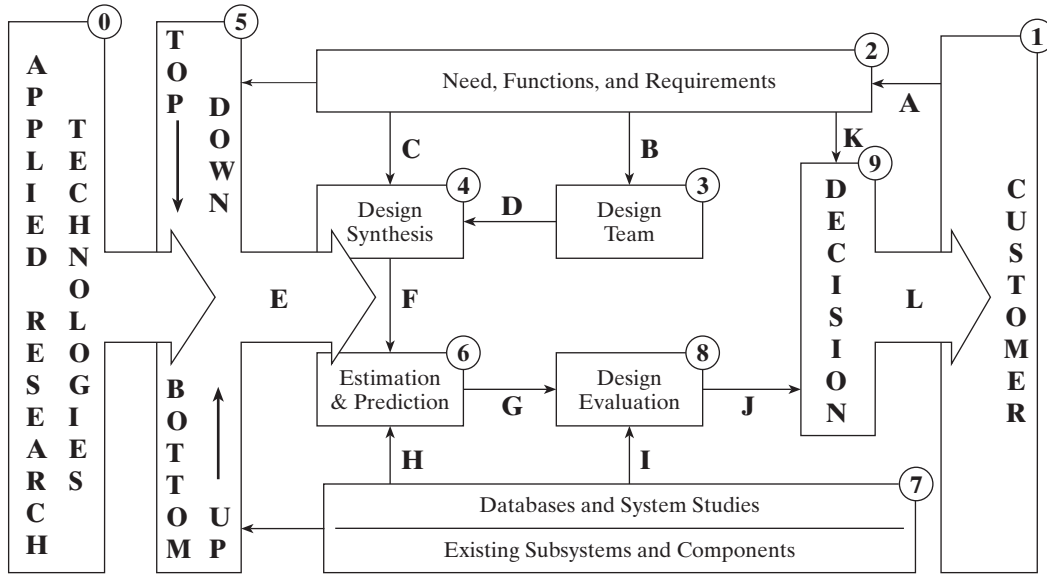 0
APPLIED RESEARCH
TECHNOLOGIES
5
TOP
DOWN
BOTTOM
UP
E
2
Need, Functions, and Requirements
A
1
CUSTOMER
C
B
K
4
Design
Synthesis
D
3
Design
Team
9
DECISION
L
F
6
Estimation
& Prediction
G
8
Design
Evaluation
J
H
I
7
Databases and System Studies
Existing Subsystems and Components